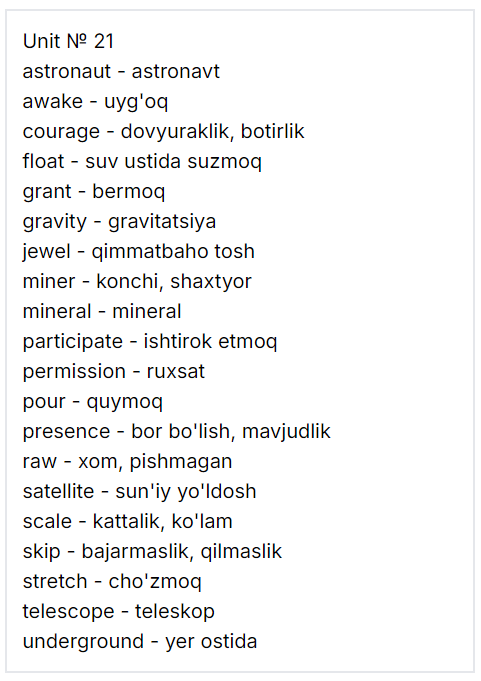 Unit № 21
astronaut - astronavt
awake - uyg'oq
courage - dovyuraklik, botirlik
float - suv ustida suzmoq
grant - bermoq
gravity - gravitatsiya
jewel - qimmatbaho tosh
miner - konchi, shaxtyor
mineral - mineral
participate - ishtirok etmoq
permission - ruxsat
pour - quymoq
presence - bor bo'lish, mavjudlik
raw - xom, pishmagan
satellite - sun'iy yo'ldosh
scale - kattalik, ko'lam
skip - bajarmaslik, qilmaslik
stretch - cho'zmoq
telescope - teleskop
underground - yer ostida